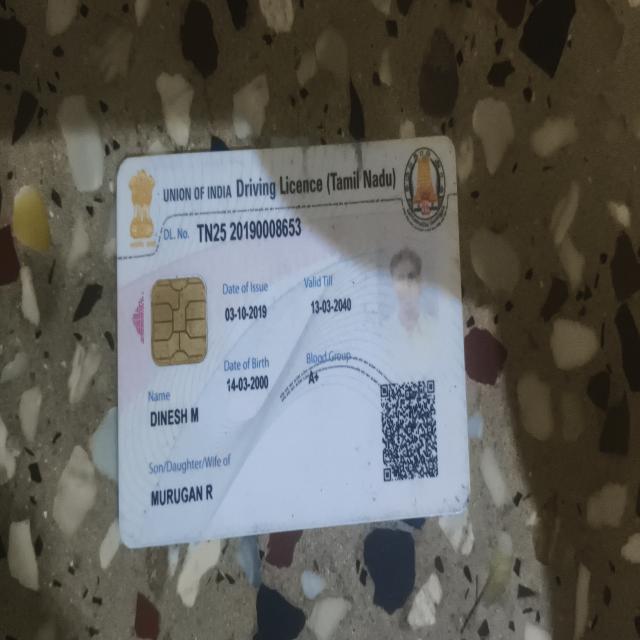 UNION OF INDIA Driving Licence (Tamil Nadu)
DL. No. TN25 20190008653
Date of Issue Valid Till
03-10-2019 13-03-2040
Date of Birth Blood Group
14-03-2000 A+
Name
DINESH M
Son/Daughter/Wife of
MURUGAN R